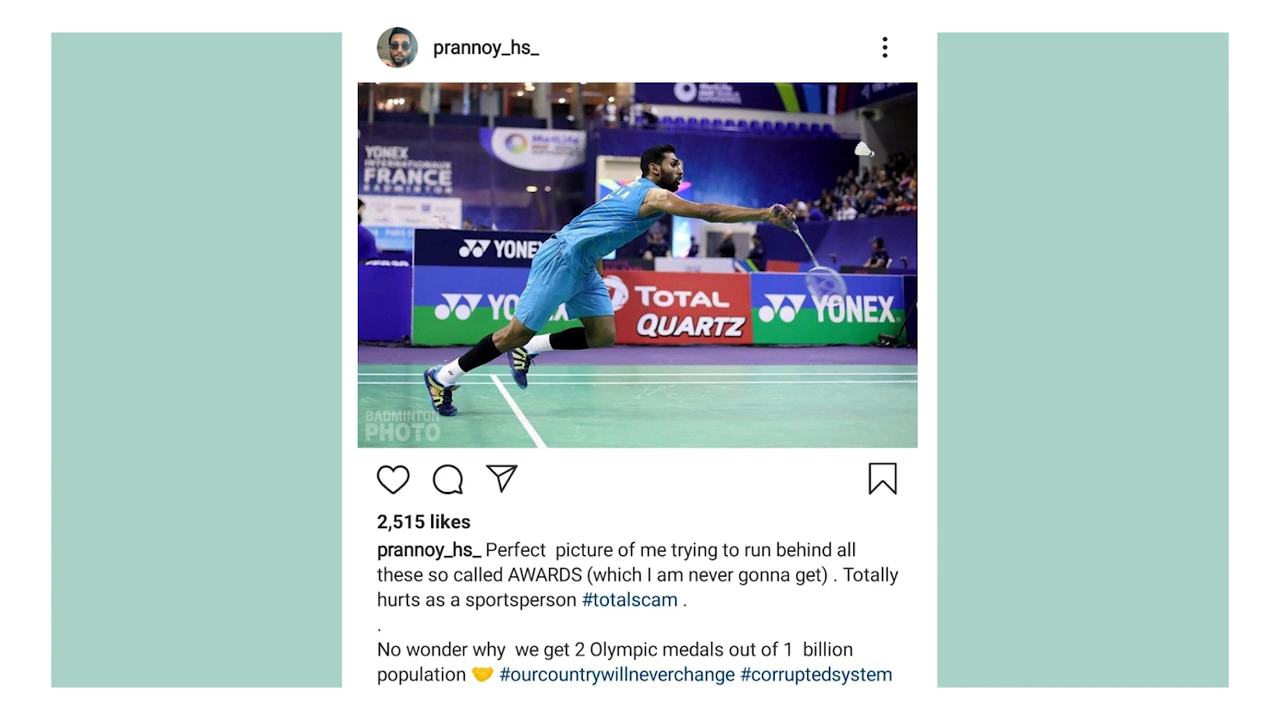 prannoy_hs_
YONEX
INTERNATIONAUX
FRANCE
BADMINTON
YONEX
YONEX
TOTAL
QUARTZ
YONEX
BADMINTON
PHOTO
2,515 likes
prannoy_hs_ Perfect picture of me trying to run behind all
these so called AWARDS (which I am never gonna get) . Totally
hurts as a sportsperson #totalscam .
.
No wonder why we get 2 Olympic medals out of 1 billion
population 🤝 #ourcountrywillneverchange #corruptedsystem